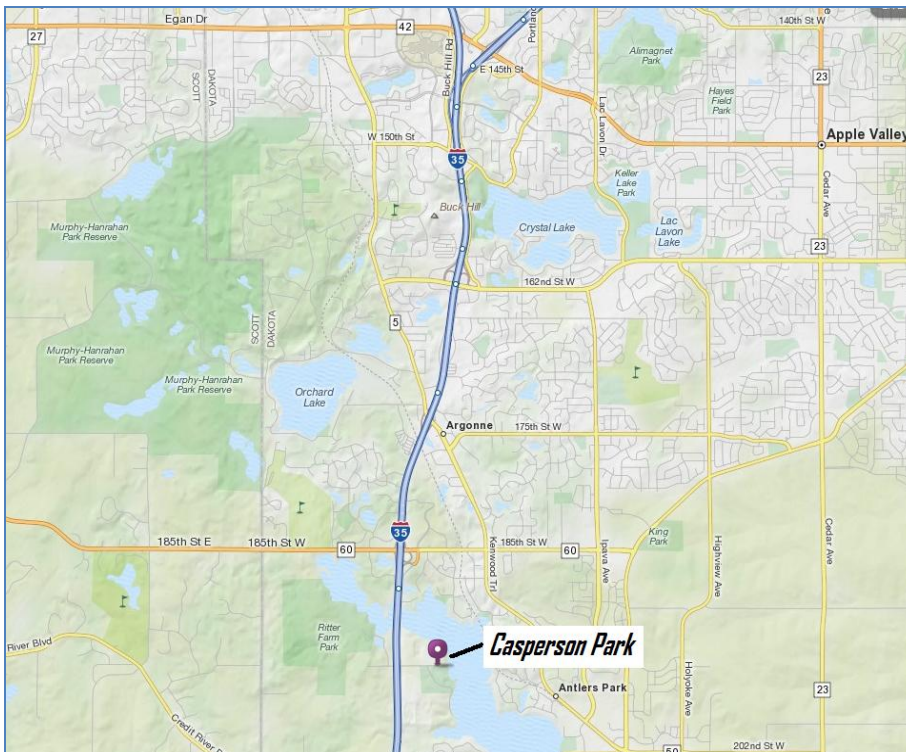 Egan Dr
42
Buck Hill Rd
140th St W
27
E 145th St
Alimagnet
Park
DAKOTA
SCOTT
23
Hayes
Field Park
Lac Lavon Dr
W 150th St
Apple Valley
35
Keller
Lake
Park
Cedar Ave
Buck Hill
Murphy-Hanrahan
Park Reserve
Crystal Lake
Lac
Lavon
Lake
23
162nd St W
SCOTT
DAKOTA
5
Murphy-Hanrahan
Park Reserve
Murphy-Hanrahan
Park Reserve
Orchard
Lake
Argonne
175th St W
35
King
Park
Cedar Ave
185th St E
185th St W
60
Kenwood Trl
185th St W
60
Ipava Ave
Highview Ave
Ritter
Farm
Park
River Blvd
Casperson Park
Antlers Park
Holyoke Ave
23
Credit River
50
202nd St W